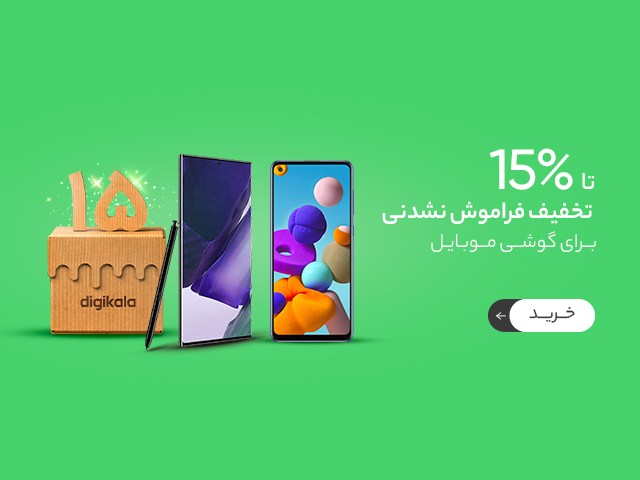 تا 15%
تخفیف فراموش نشدنی
برای گوشی موبایل
خرید
۱۵
digikala